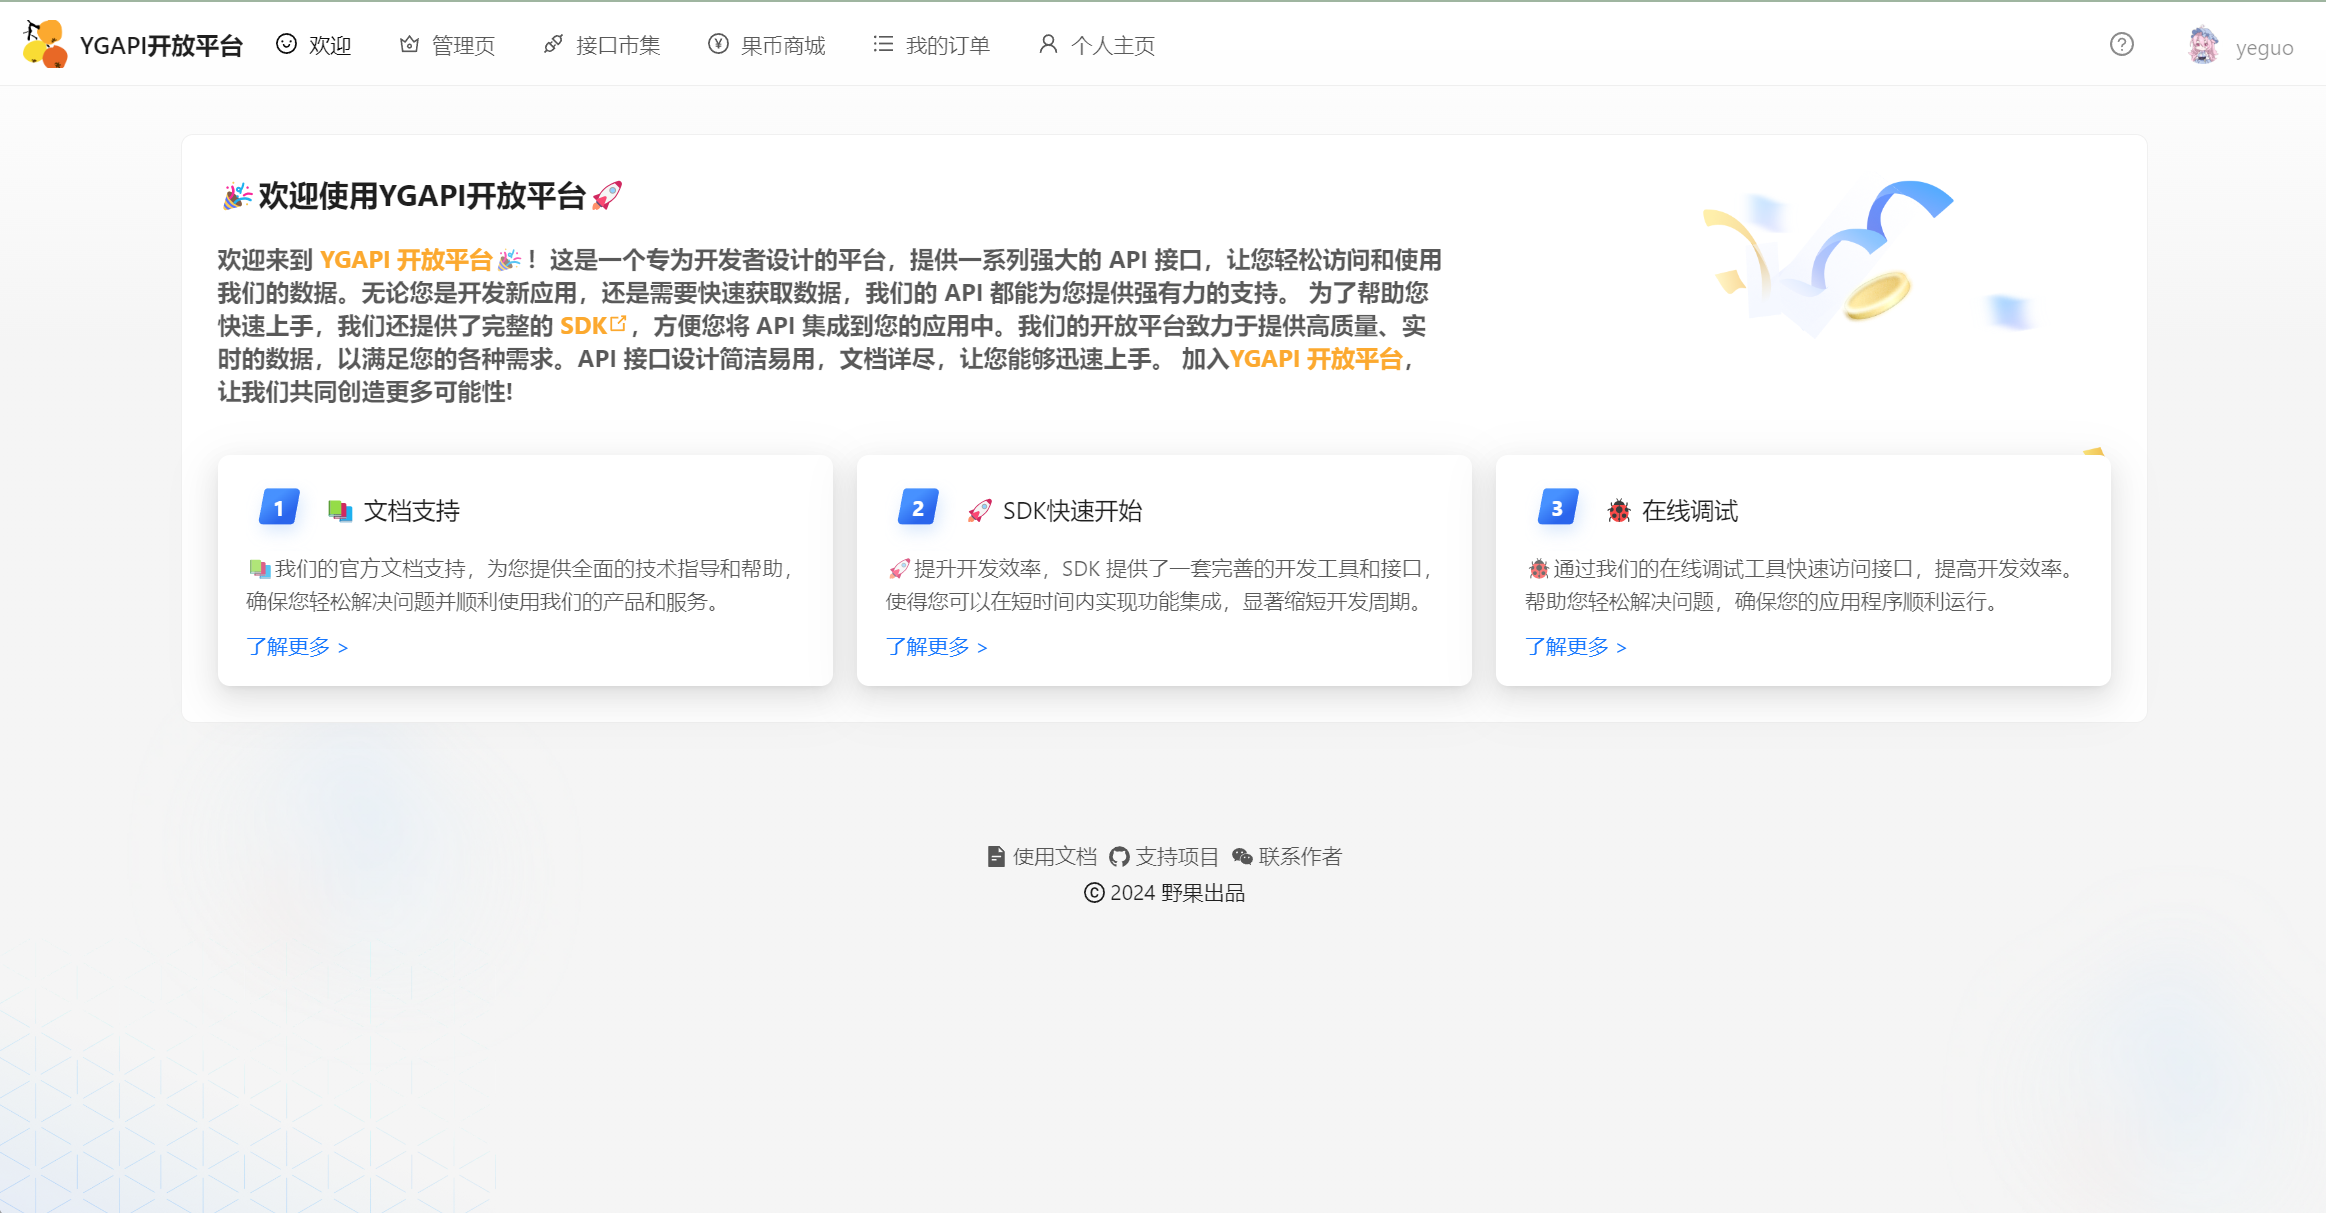 YGAPI开放平台 欢迎 管理页 接口市集 果币商城 我的订单 个人主页 yeguo
🎉欢迎使用YGAPI开放平台🚀
欢迎来到 YGAPI 开放平台🎉！这是一个专为开发者设计的平台，提供一系列强大的 API 接口，让您轻松访问和使用
我们的数据。无论您是开发新应用，还是需要快速获取数据，我们的 API 都能为您提供强有力的支持。 为了帮助您
快速上手，我们还提供了完整的 SDK，方便您将 API 集成到您的应用中。我们的开放平台致力于提供高质量、实
时的数据，以满足您的各种需求。API 接口设计简洁易用，文档详尽，让您能够迅速上手。 加入YGAPI 开放平台，
让我们共同创造更多可能性!
1 📚 文档支持
📚我们的官方文档支持，为您提供全面的技术指导和帮助，
确保您轻松解决问题并顺利使用我们的产品和服务。
了解更多 >
2 🚀 SDK快速开始
🚀提升开发效率，SDK 提供了一套完善的开发工具和接口，
使得您可以在短时间内实现功能集成，显著缩短开发周期。
了解更多 >
3 🐞 在线调试
🐞通过我们的在线调试工具快速访问接口，提高开发效率。
帮助您轻松解决问题，确保您的应用程序顺利运行。
了解更多 >
使用文档 支持项目 联系作者
© 2024 野果出品